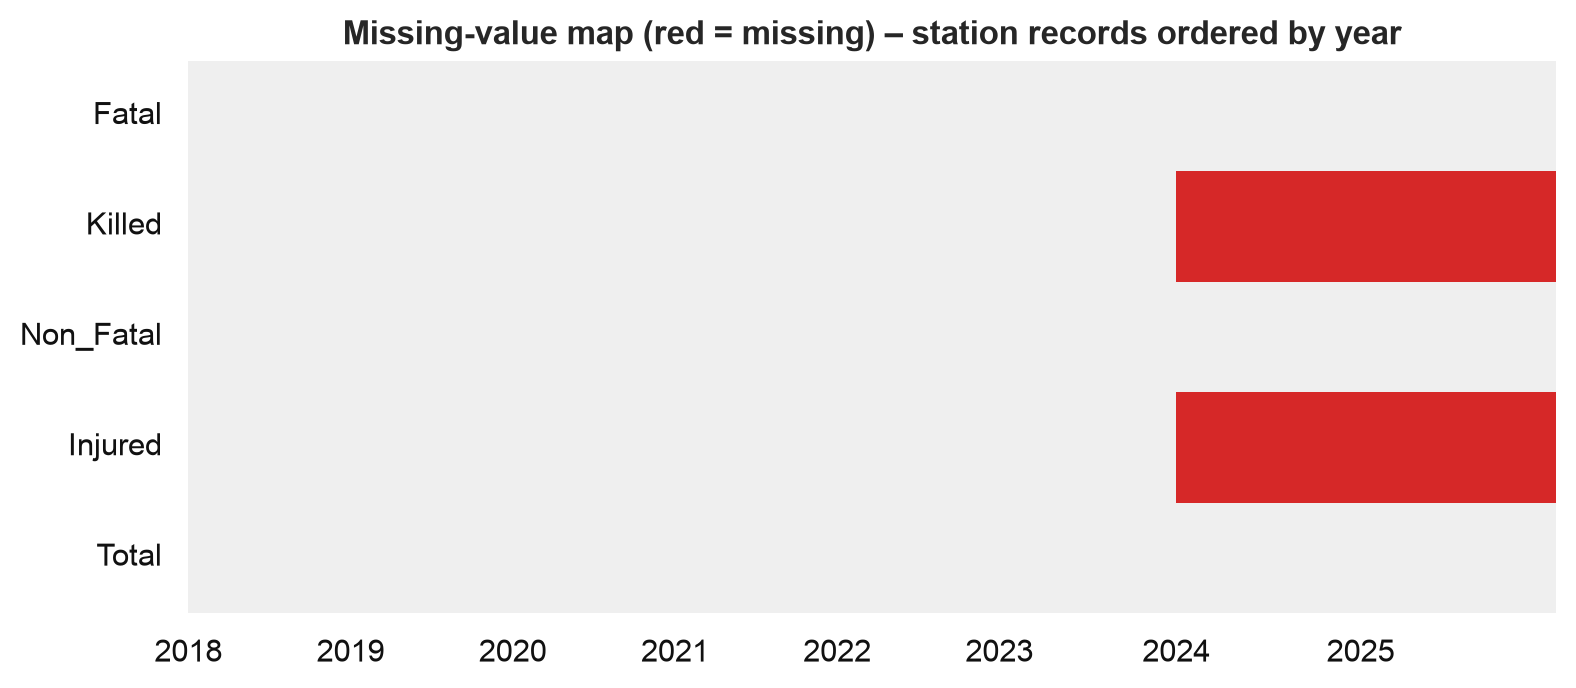 Missing-value map (red = missing) – station records ordered by year
Fatal
Killed
Non_Fatal
Injured
Total
2018 2019 2020 2021 2022 2023 2024 2025